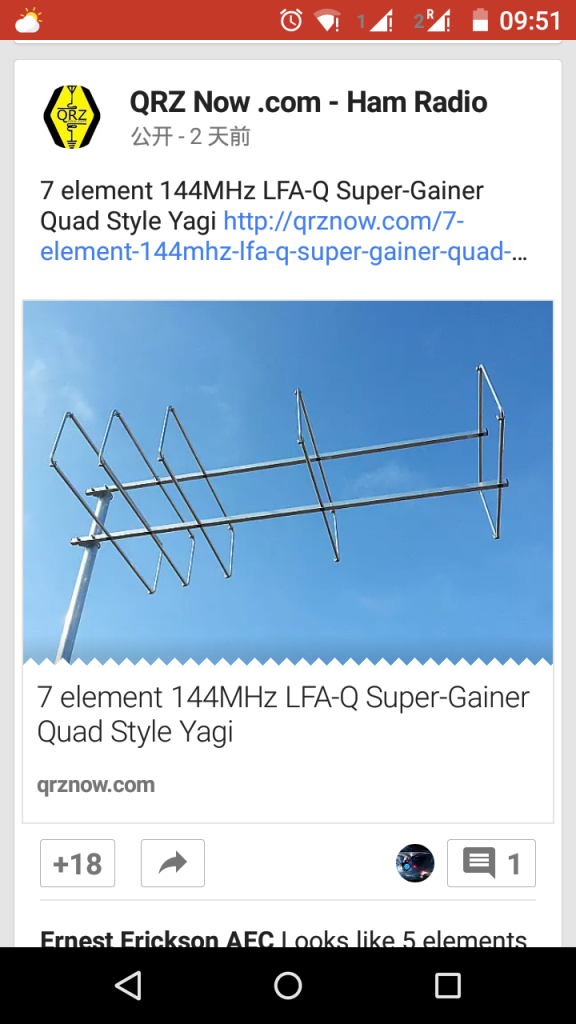 1 2 R 09:51
QRZ
QRZ Now .com - Ham Radio
公开 - 2 天前
7 element 144MHz LFA-Q Super-Gainer
Quad Style Yagi http://qrznow.com/7-
element-144mhz-lfa-q-super-gainer-quad-...
7 element 144MHz LFA-Q Super-Gainer
Quad Style Yagi
qrznow.com
+18 1
Ernest Erickson AEC Looks like 5 elements